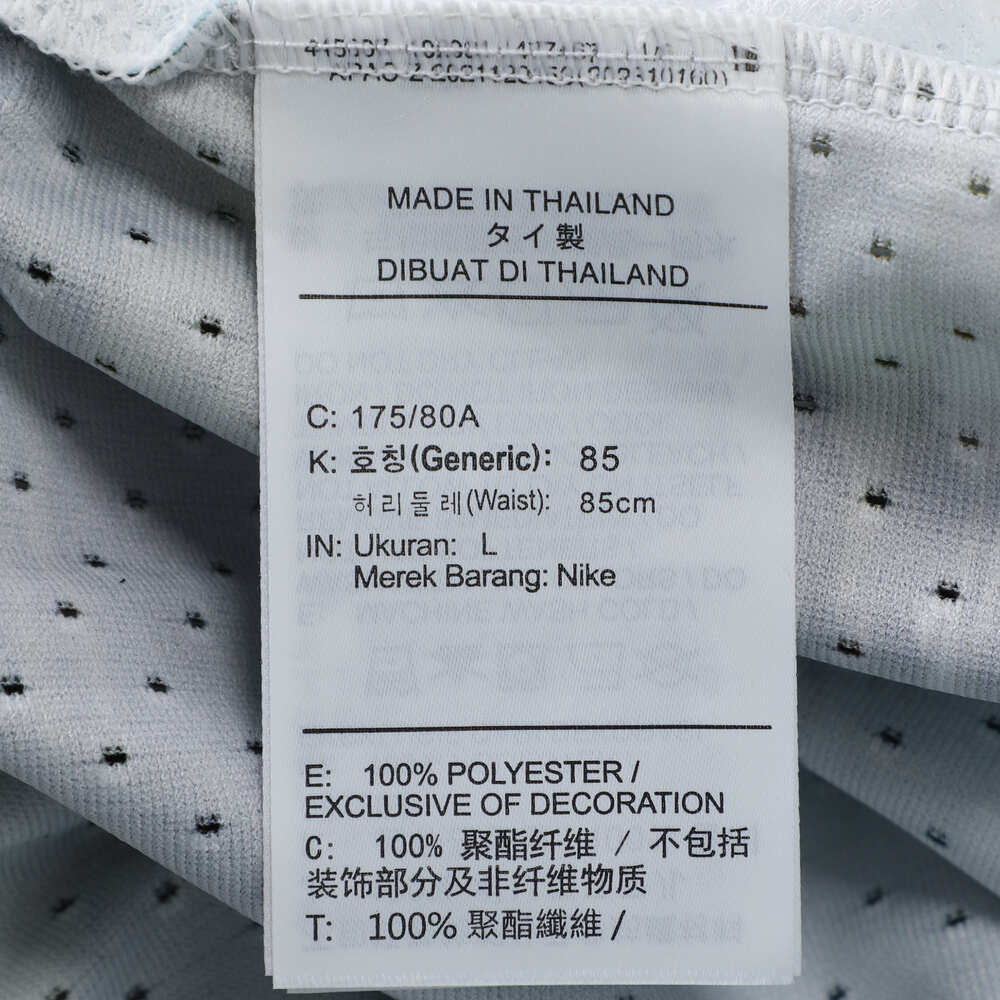 MADE IN THAILAND
タイ製
DIBUAT DI THAILAND
C: 175/80A
K: 호칭(Generic): 85
허리둘레(Waist): 85cm
IN: Ukuran: L
Merek Barang: Nike
E: 100% POLYESTER /
EXCLUSIVE OF DECORATION
C: 100% 聚酯纤维 / 不包括
装饰部分及非纤维物质
T: 100% 聚酯纖維 /